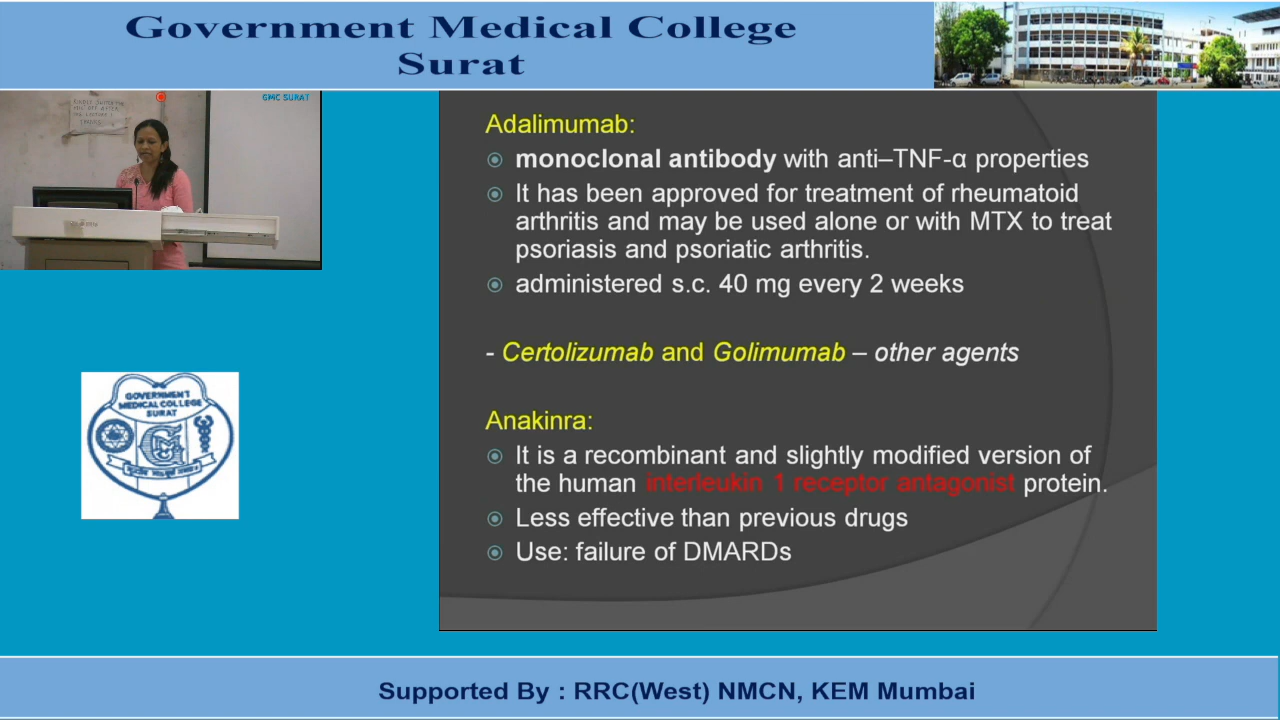 Government Medical College
Surat
GMC SURAT
Adalimumab:
monoclonal antibody with anti–TNF-α properties
It has been approved for treatment of rheumatoid
arthritis and may be used alone or with MTX to treat
psoriasis and psoriatic arthritis.
administered s.c. 40 mg every 2 weeks
- Certolizumab and Golimumab – other agents
Anakinra:
It is a recombinant and slightly modified version of
the human interleukin 1 receptor antagonist protein.
Less effective than previous drugs
Use: failure of DMARDs
GOVERNMENT
MEDICAL COLLEGE
SURAT
Supported By : RRC(West) NMCN, KEM Mumbai